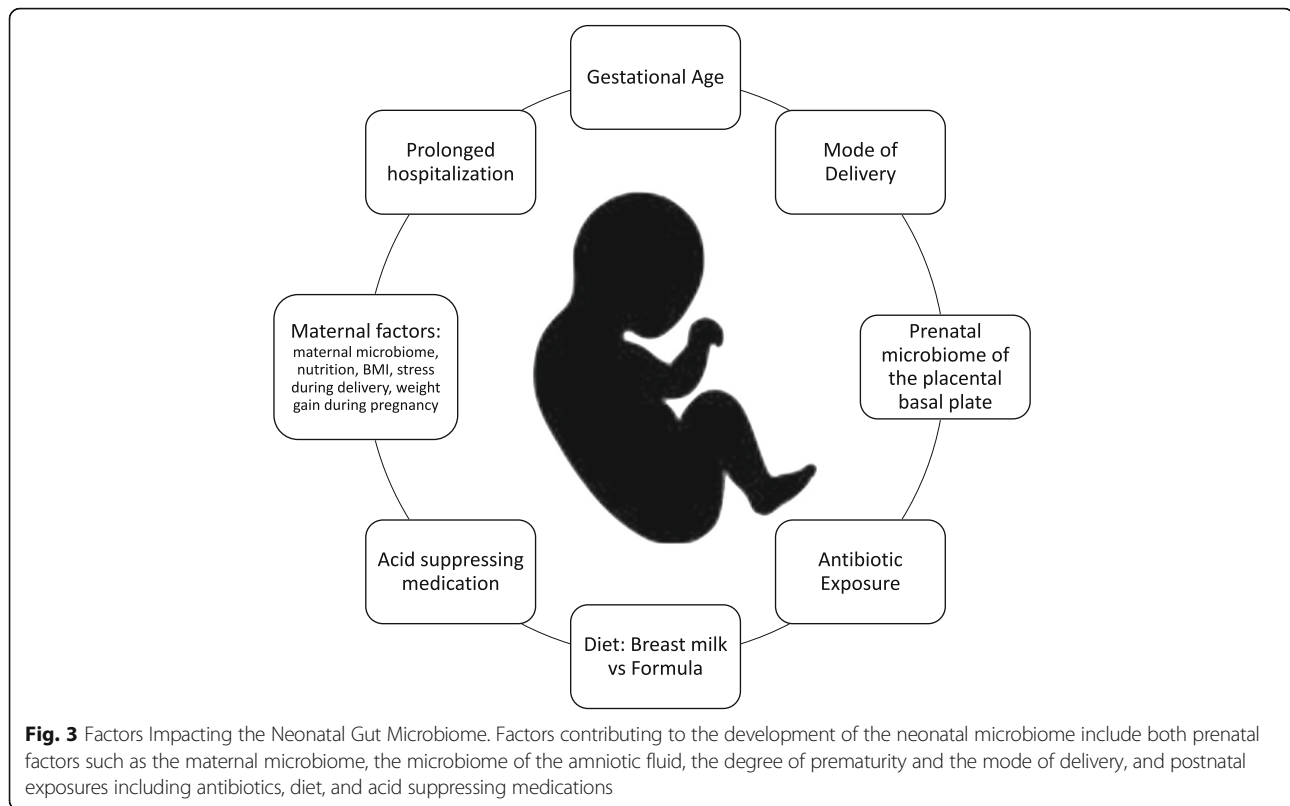 Gestational Age
Mode of
Delivery
Prenatal
microbiome of
the placental
basal plate
Antibiotic
Exposure
Diet: Breast milk
vs Formula
Acid suppressing
medication
Maternal factors:
maternal microbiome,
nutrition, BMI, stress
during delivery, weight
gain during pregnancy
Prolonged
hospitalization
Fig. 3 Factors Impacting the Neonatal Gut Microbiome. Factors contributing to the development of the neonatal microbiome include both prenatal
factors such as the maternal microbiome, the microbiome of the amniotic fluid, the degree of prematurity and the mode of delivery, and postnatal
exposures including antibiotics, diet, and acid suppressing medications